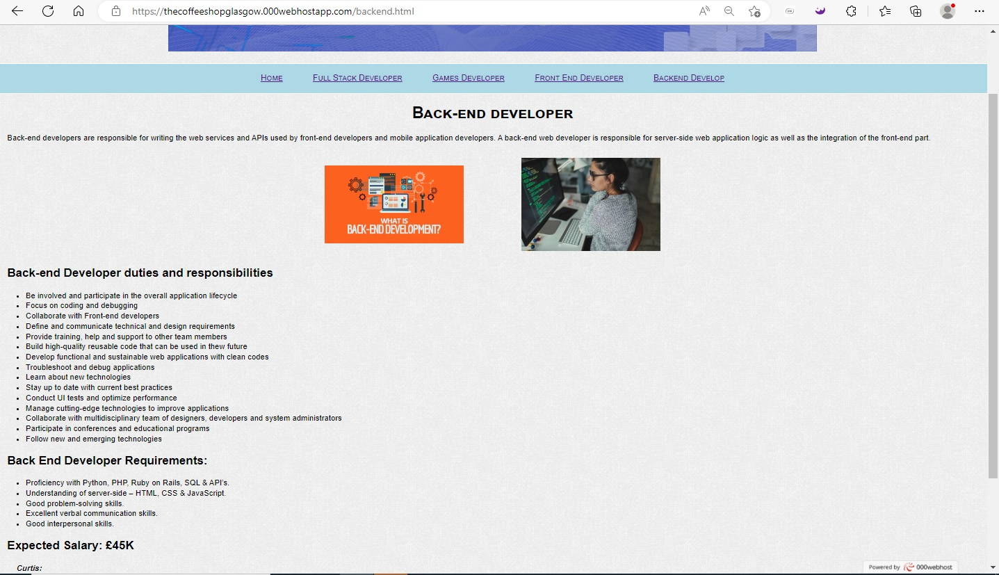 https://thecoffeeshopglasgow.000webhostapp.com/backend.html
Home Full Stack Developer Games Developer Front End Developer Backend Develop
Back-end developer
Back-end developers are responsible for writing the web services and APIs used by front-end developers and mobile application developers. A back-end web developer is responsible for server-side web application logic as well as the integration of the front-end part.
WHAT IS
BACK-END DEVELOPMENT?
Back-end Developer duties and responsibilities
• Be involved and participate in the overall application lifecycle
• Focus on coding and debugging
• Collaborate with Front-end developers
• Define and communicate technical and design requirements
• Provide training, help and support to other team members
• Build high-quality reusable code that can be used in thew future
• Develop functional and sustainable web applications with clean codes
• Troubleshoot and debug applications
• Learn about new technologies
• Stay up to date with current best practices
• Conduct UI tests and optimize performance
• Manage cutting-edge technologies to improve applications
• Collaborate with multidisciplinary team of designers, developers and system administrators
• Participate in conferences and educational programs
• Follow new and emerging technologies
Back End Developer Requirements:
• Proficiency with Python, PHP, Ruby on Rails, SQL & API's.
• Understanding of server-side – HTML, CSS & JavaScript.
• Good problem-solving skills.
• Excellent verbal communication skills.
• Good interpersonal skills.
Expected Salary: £45K
Curtis:
Powered by 000webhost